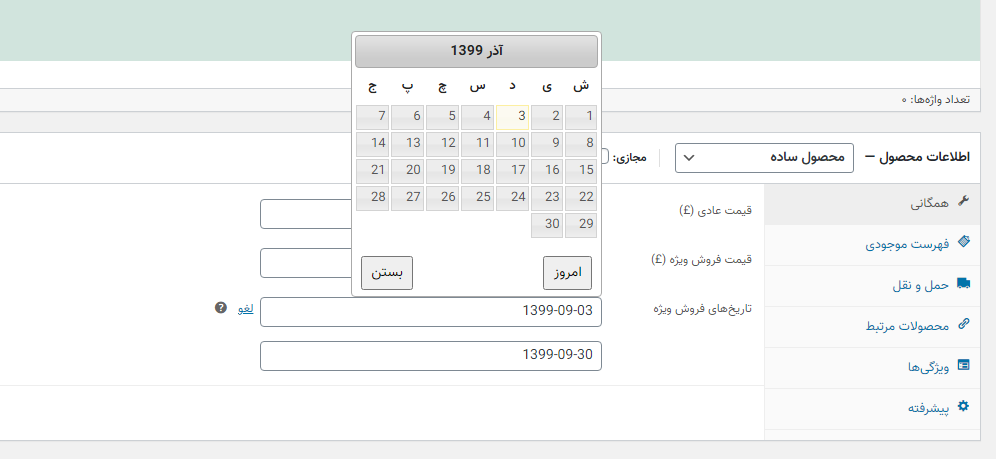 آذر 1399
ش ی د س چ پ ج
1 2 3 4 5 6 7
8 9 10 11 12 13 14
15 16 17 18 19 20 21
22 23 24 25 26 27 28
29 30
امروز بستن
تعداد واژه‌ها: ۰
اطلاعات محصول — محصول ساده مجازی:
همگانی
فهرست موجودی
حمل و نقل
محصولات مرتبط
ویژگی‌ها
پیشرفته
قیمت عادی (£)
قیمت فروش ویژه (£)
تاریخ‌های فروش ویژه 1399-09-03 لغو ?
1399-09-30